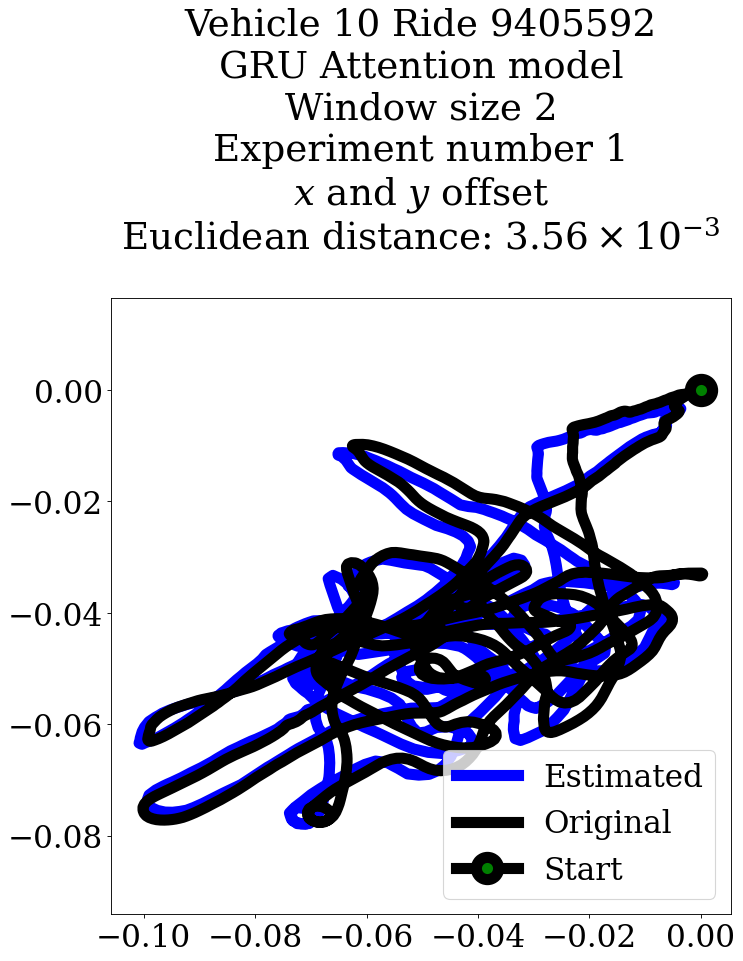 Vehicle 10 Ride 9405592
GRU Attention model
Window size 2
Experiment number 1
x and y offset
Euclidean distance: 3.56 × 10⁻³
0.00
−0.02
−0.04
−0.06
−0.08
Estimated
Original
Start
−0.10 −0.08 −0.06 −0.04 −0.02 0.00